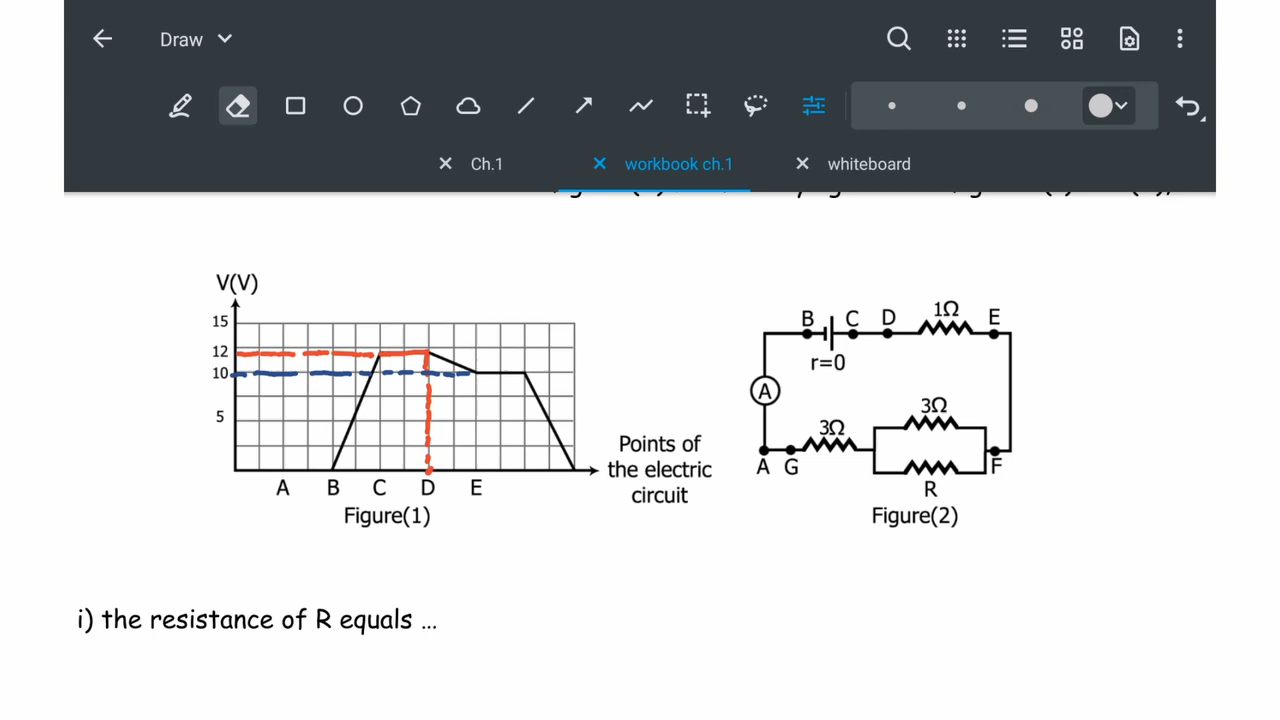 Draw
Ch.1
workbook ch.1
whiteboard
V(V)
15
12
10
5
A B C D E
Points of
the electric
circuit
Figure(1)
B C D 1Ω E
r=0
A
3Ω
3Ω
A G F
R
Figure(2)
i) the resistance of R equals ...